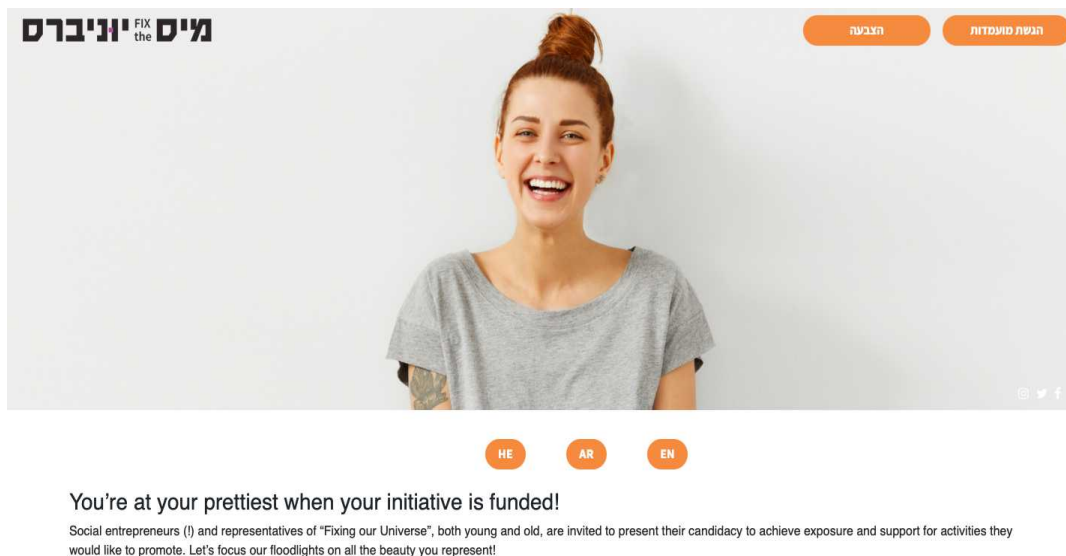 מיס FIX the יוניברס
הצבעה
הגשת מועמדות
HE AR EN
You’re at your prettiest when your initiative is funded!
Social entrepreneurs (!) and representatives of “Fixing our Universe”, both young and old, are invited to present their candidacy to achieve exposure and support for activities they
would like to promote. Let’s focus our floodlights on all the beauty you represent!